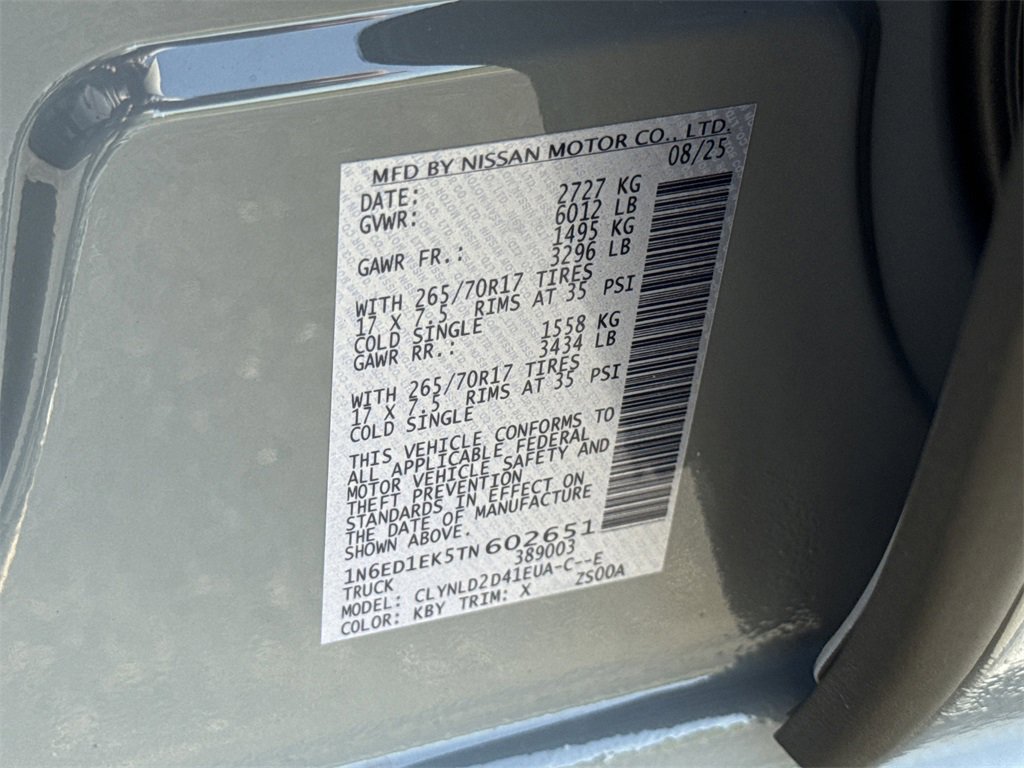 MFD BY NISSAN MOTOR CO., LTD.
DATE: 08/25
GVWR: 2727 KG
6012 LB
GAWR FR.: 1495 KG
3296 LB
WITH 265/70R17 TIRES
17 X 7.5 RIMS AT 35 PSI
COLD SINGLE
GAWR RR.: 1558 KG
3434 LB
WITH 265/70R17 TIRES
17 X 7.5 RIMS AT 35 PSI
COLD SINGLE
THIS VEHICLE CONFORMS TO
ALL APPLICABLE FEDERAL
MOTOR VEHICLE SAFETY AND
THEFT PREVENTION
STANDARDS IN EFFECT ON
THE DATE OF MANUFACTURE
SHOWN ABOVE.
1N6ED1EK5TN602651
TRUCK 389003
MODEL: CLYNLD2D41EUA-C--E
COLOR: KBY TRIM: X ZS00A